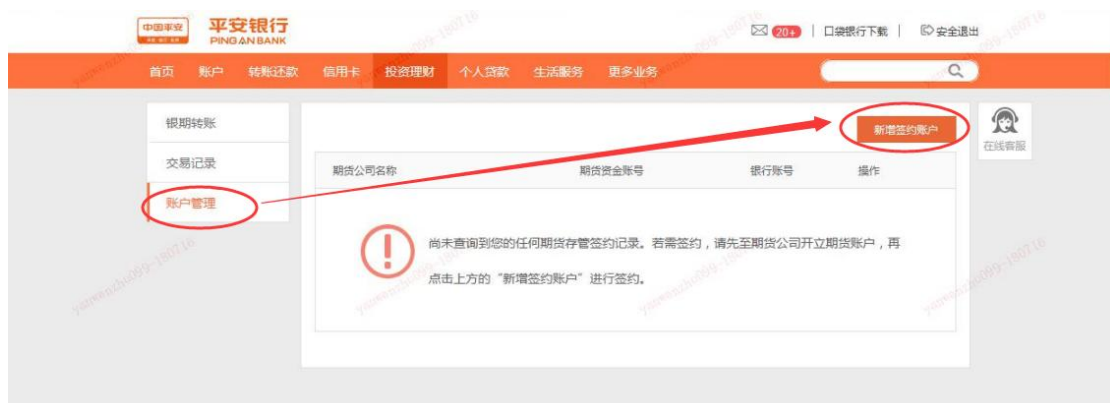 中国平安 平安银行
保险·银行·投资 PING AN BANK
20+ | 口袋银行下载 | 安全退出
首页 账户 转账还款 信用卡 投资理财 个人贷款 生活服务 更多业务
银期转账
交易记录
账户管理
新增签约账户
在线客服
期货公司名称 期货资金账号 银行账号 操作
尚未查询到您的任何期货存管签约记录。若需签约，请先至期货公司开立期货账户，再
点击上方的“新增签约账户”进行签约。